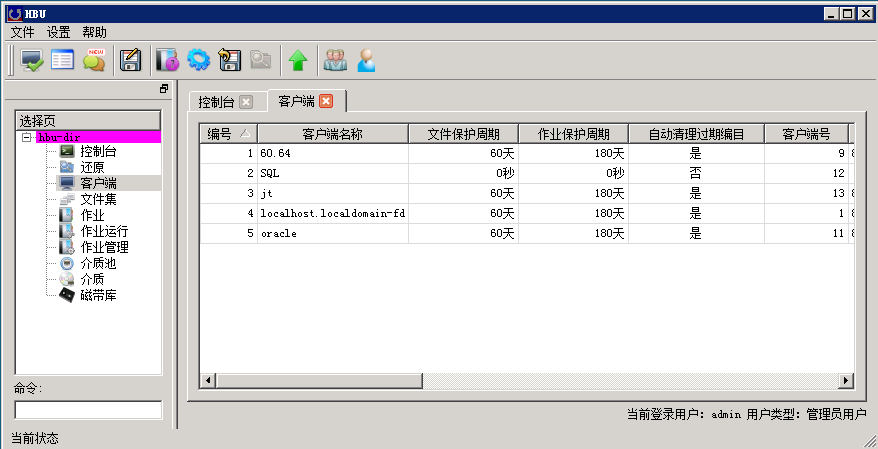 HBU
文件 设置 帮助
选择页
hbu-dir
控制台
还原
客户端
文件集
作业
作业运行
作业管理
介质池
介质
磁带库
命令:
当前状态
控制台 客户端
编号 客户端名称 文件保护周期 作业保护周期 自动清理过期编目 客户端号
1 60.64 60天 180天 是 9
2 SQL 0秒 0秒 否 12
3 jt 60天 180天 是 13
4 localhost.localdomain-fd 60天 180天 是 1
5 oracle 60天 180天 是 11
当前登录用户: admin 用户类型: 管理员用户